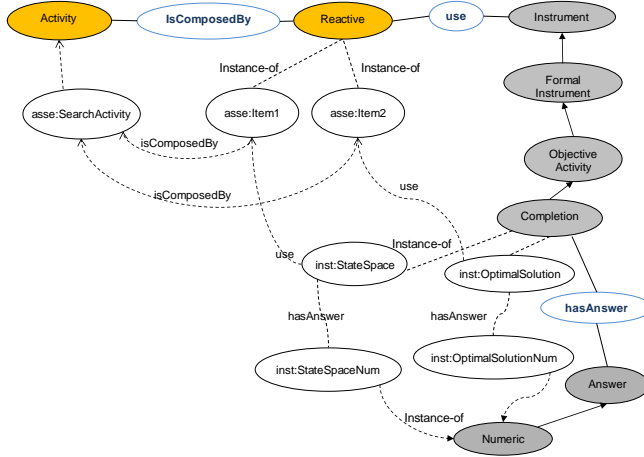 Activity
IsComposedBy
Reactive
use
Instrument
Instance-of
Instance-of
Formal
Instrument
asse:SearchActivity
asse:Item1
asse:Item2
isComposedBy
Objective
Activity
isComposedBy
use
Completion
Instance-of
use
inst:StateSpace
inst:OptimalSolution
hasAnswer
hasAnswer
hasAnswer
inst:OptimalSolutionNum
inst:StateSpaceNum
Answer
Instance-of
Numeric